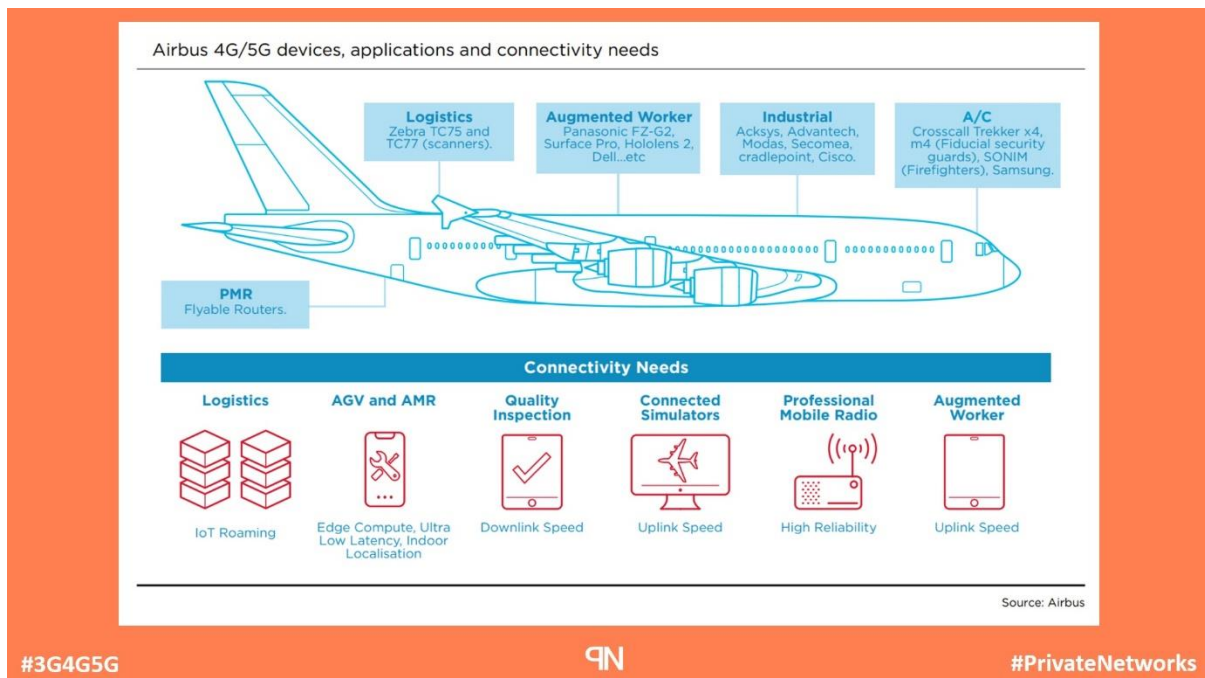 Airbus 4G/5G devices, applications and connectivity needs
Logistics
Zebra TC75 and
TC77 (scanners).
Augmented Worker
Panasonic FZ-G2,
Surface Pro, Hololens 2,
Dell...etc
Industrial
Acksys, Advantech,
Modas, Secomea,
cradlepoint, Cisco.
A/C
Crosscall Trekker x4,
m4 (Fiducial security
guards), SONIM
(Firefighters), Samsung.
PMR
Flyable Routers.
Connectivity Needs
Logistics
IoT Roaming
AGV and AMR
Edge Compute, Ultra
Low Latency, Indoor
Localisation
Quality
Inspection
Downlink Speed
Connected
Simulators
Uplink Speed
Professional
Mobile Radio
High Reliability
Augmented
Worker
Uplink Speed
Source: Airbus
#3G4G5G
PN
#PrivateNetworks